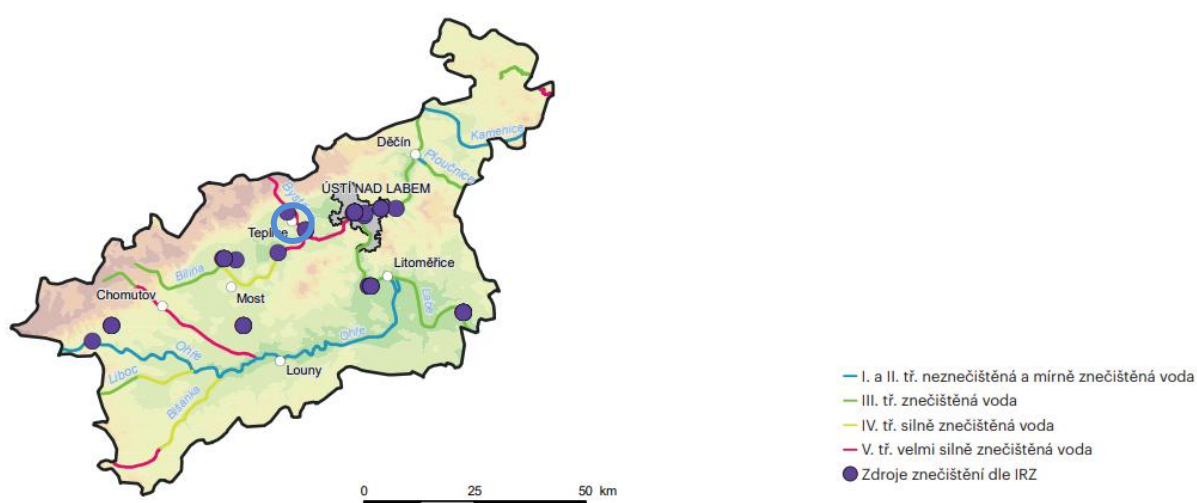 Kamenice
Děčín
Ploučnice
ÚSTÍ NAD LABEM
Teplice
Litoměřice
Bílina
Labe
Chomutov
Most
Ohře
Ohře
Liboc
Louny
Blšanka
I. a II. tř. neznečištěná a mírně znečištěná voda
III. tř. znečištěná voda
IV. tř. silně znečištěná voda
V. tř. velmi silně znečištěná voda
Zdroje znečištění dle IRZ
0 25 50 km